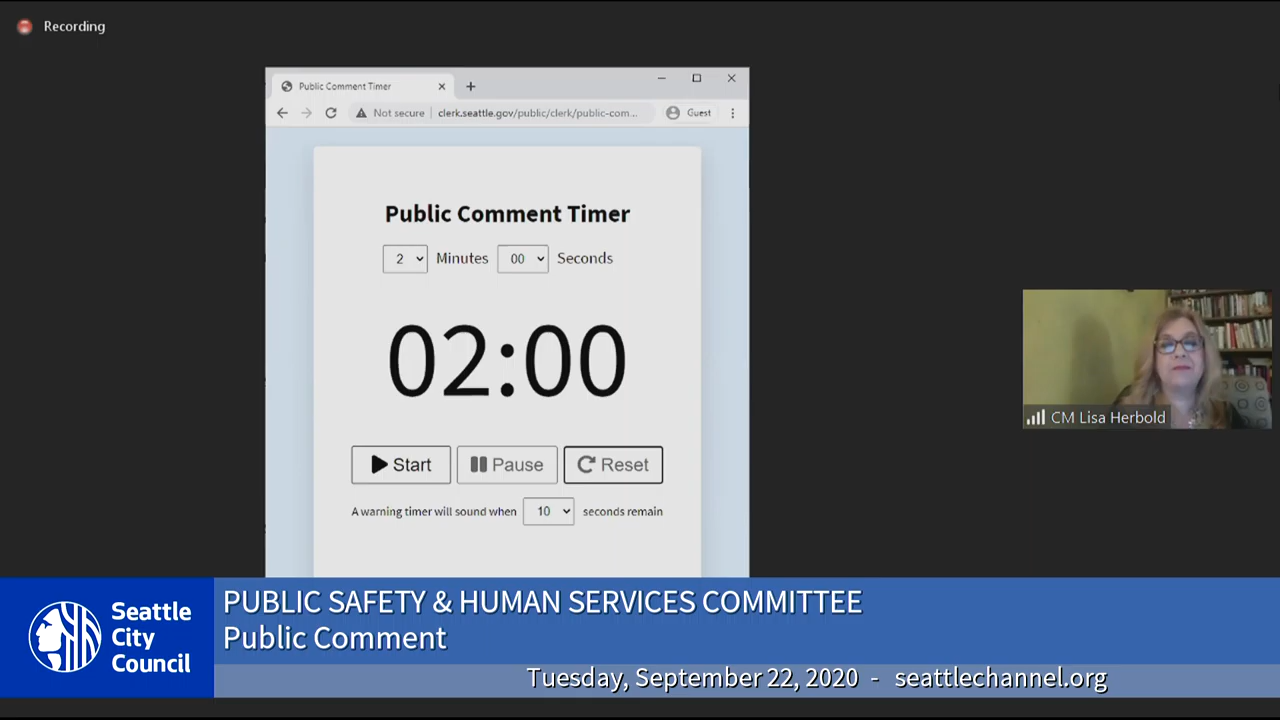 Recording
Public Comment Timer
Not secure
clerk.seattle.gov/public/clerk/public-com...
Guest
Public Comment Timer
2 Minutes 00 Seconds
02:00
Start Pause Reset
A warning timer will sound when 10 seconds remain
CM Lisa Herbold
Seattle
City
Council
PUBLIC SAFETY & HUMAN SERVICES COMMITTEE
Public Comment
Tuesday, September 22, 2020 - seattlechannel.org